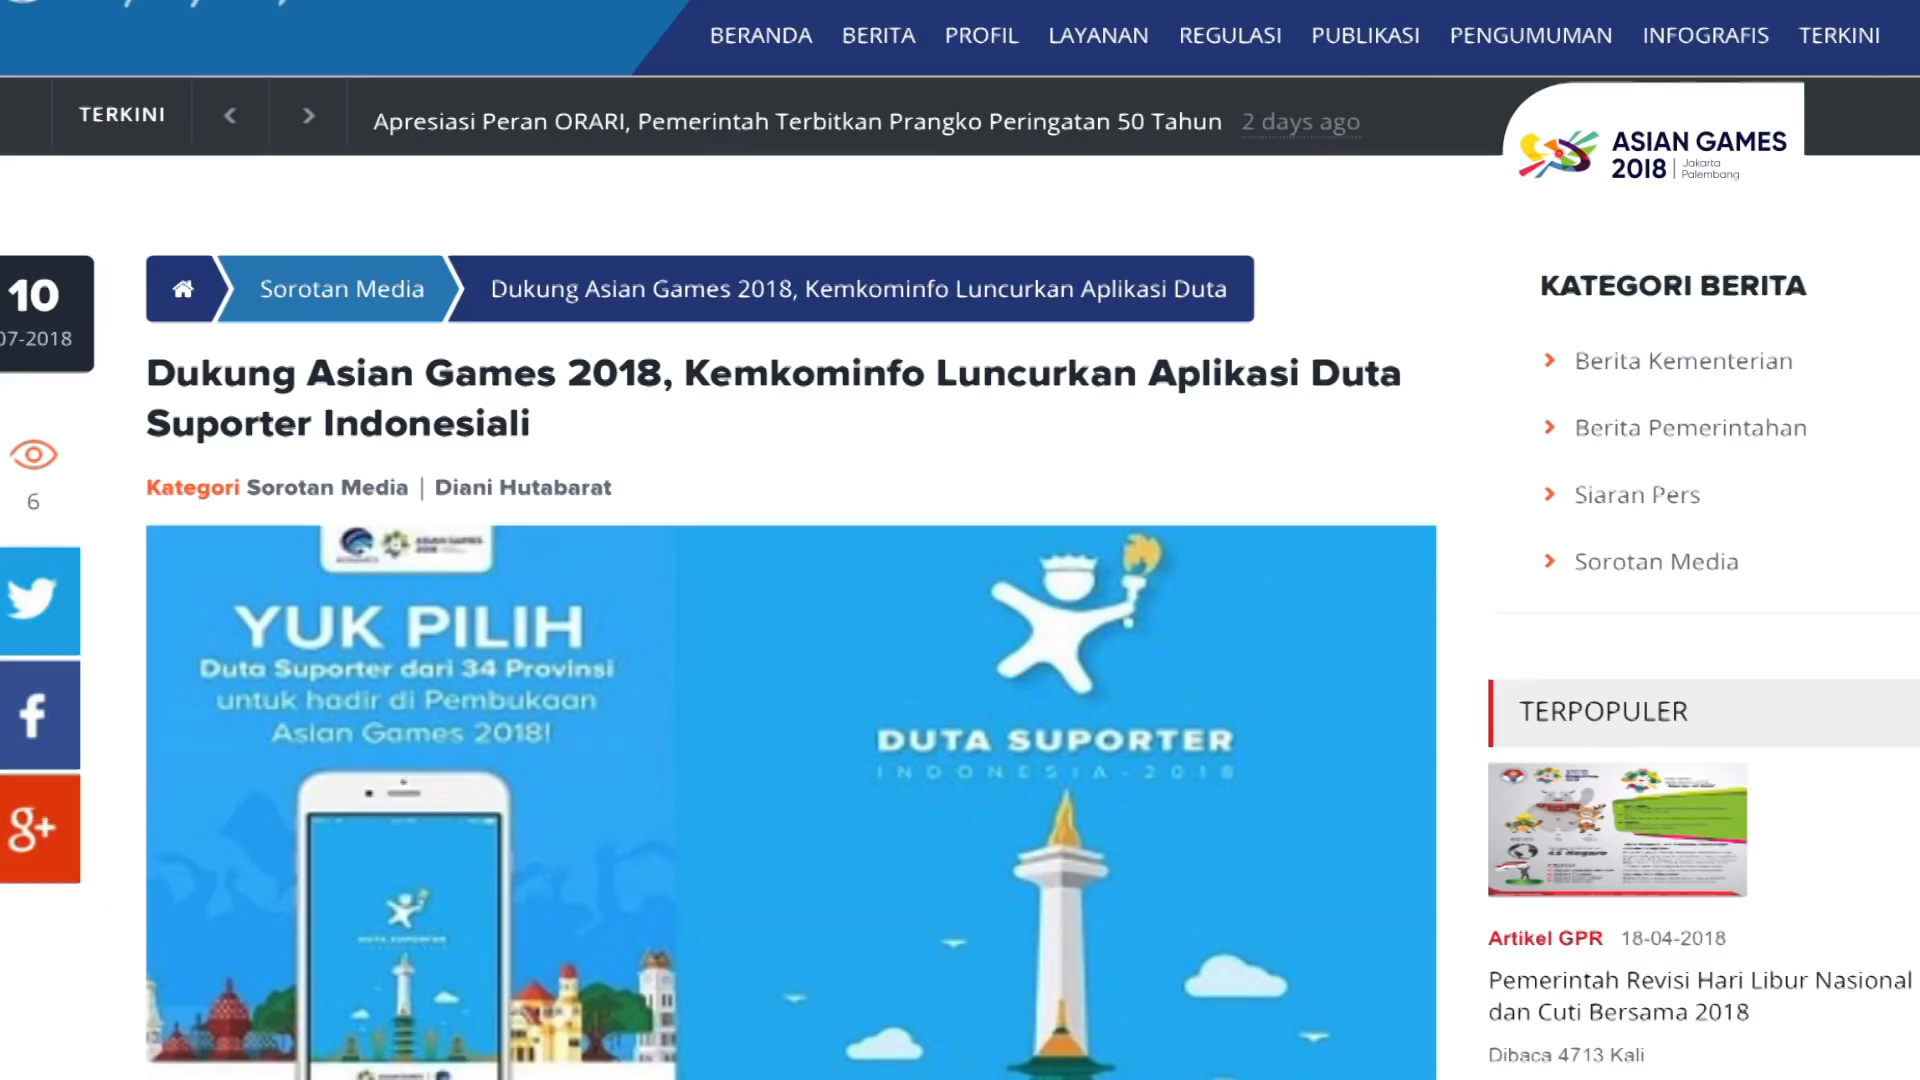 BERANDA BERITA PROFIL LAYANAN REGULASI PUBLIKASI PENGUMUMAN INFOGRAFIS TERKINI
TERKINI
Apresiasi Peran ORARI, Pemerintah Terbitkan Prangko Peringatan 50 Tahun 2 days ago
ASIAN GAMES
2018 | Jakarta
Palembang
10
07-2018
6
Sorotan Media
Dukung Asian Games 2018, Kemkominfo Luncurkan Aplikasi Duta
Dukung Asian Games 2018, Kemkominfo Luncurkan Aplikasi Duta
Suporter Indonesiali
Kategori Sorotan Media | Diani Hutabarat
ASIAN GAMES
2018
YUK PILIH
Duta Suporter dari 34 Provinsi
untuk hadir di Pembukaan
Asian Games 2018!
DUTA SUPORTER
DUTA SUPORTER
INDONESIA-2018
KATEGORI BERITA
Berita Kementerian
Berita Pemerintahan
Siaran Pers
Sorotan Media
TERPOPULER
Artikel GPR 18-04-2018
Pemerintah Revisi Hari Libur Nasional
dan Cuti Bersama 2018
Dibaca 4713 Kali